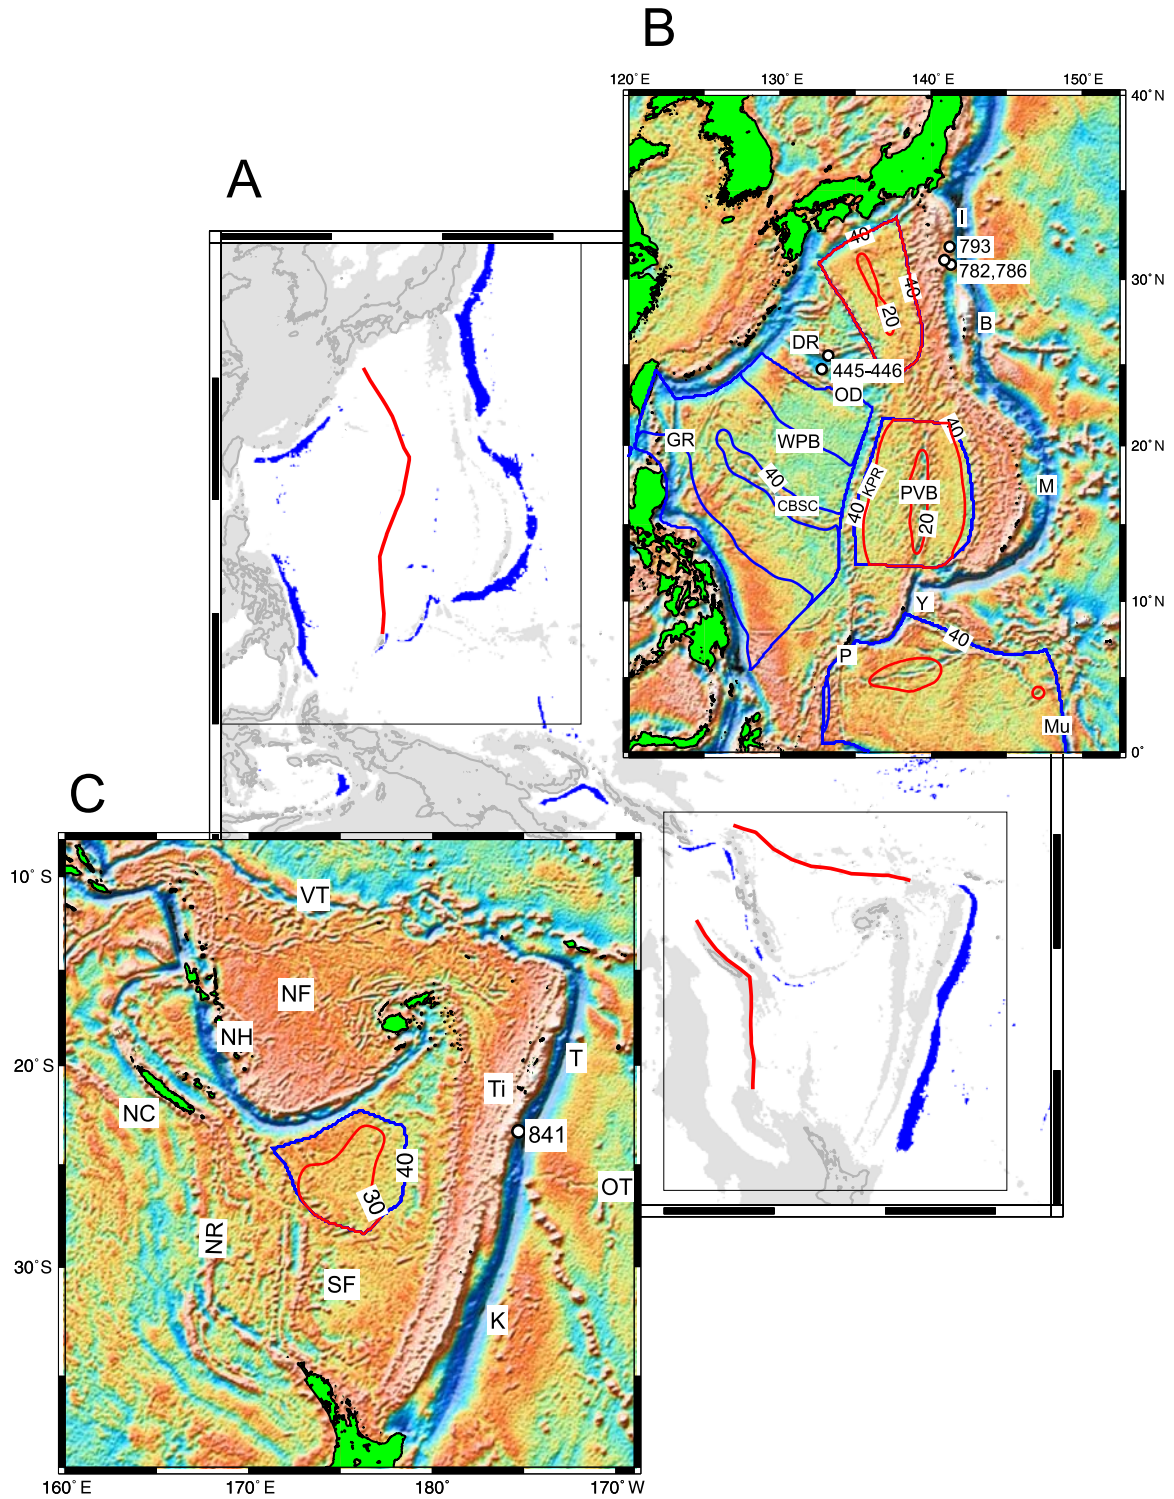 B
120° E
130° E
140° E
150° E
40° N
A
I
40
793
782,786
30° N
40
20
B
DR
445-446
OD
40
GR
WPB
20° N
40
KPR
PVB
M
CBSC
40
20
Y
10° N
40
P
Mu
0°
C
10° S
VT
NF
NH
T
20° S
Ti
NC
841
40
OT
30
NR
30° S
SF
K
160° E
170° E
180°
170° W